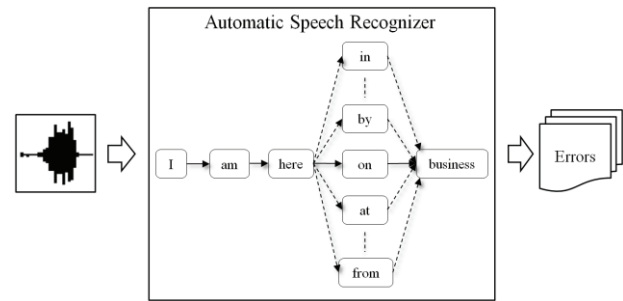 Automatic Speech Recognizer
in
by
I am here on business
at
from
Errors